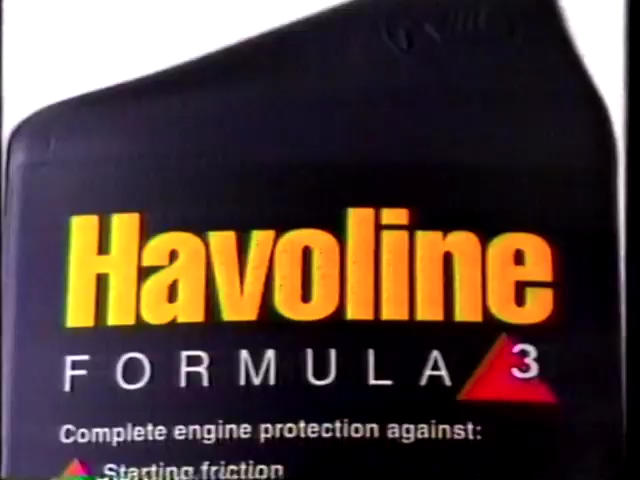 Havoline
FORMULA 3
Complete engine protection against:
Starting friction